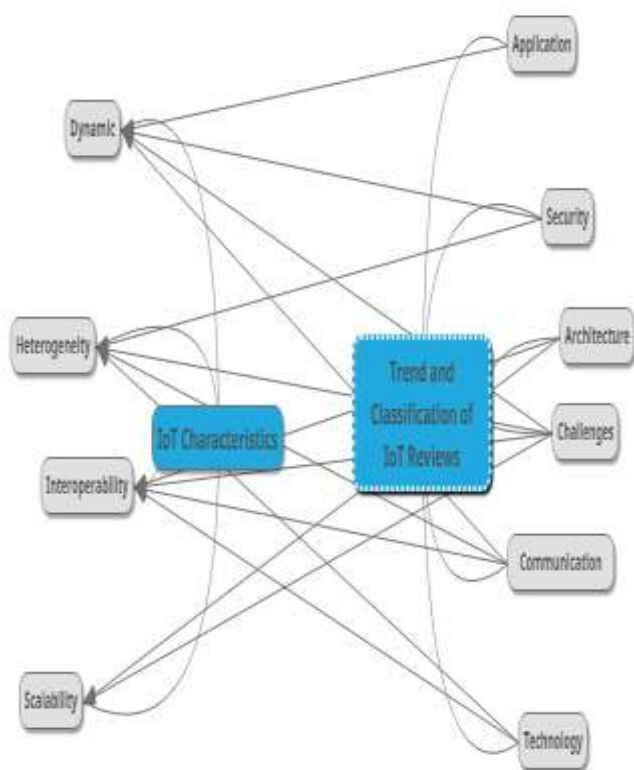 Application
Dynamic
Security
Heterogeneity
Architecture
Trend and
Classification of
IoT Reviews
IoT Characteristics
Challenges
Interoperability
Communication
Scalability
Technology